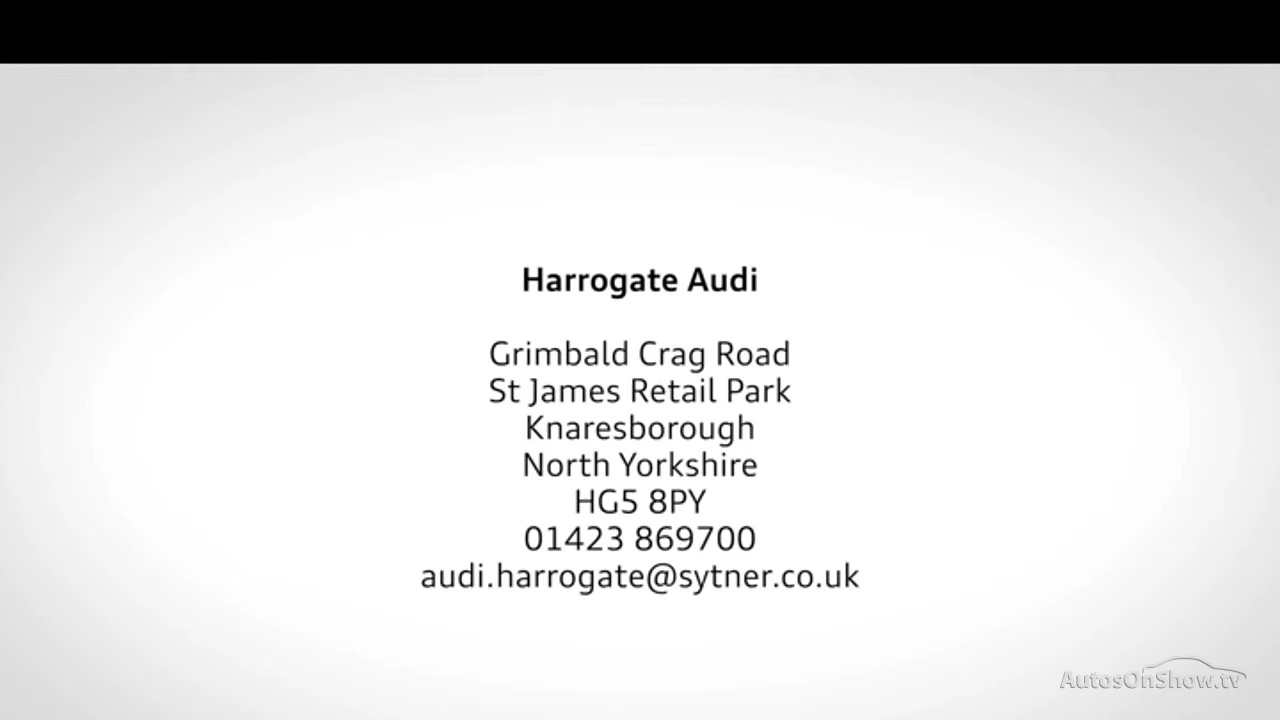 Harrogate Audi
Grimbald Crag Road
St James Retail Park
Knaresborough
North Yorkshire
HG5 8PY
01423 869700
audi.harrogate@sytner.co.uk
AutosOnShow.tv